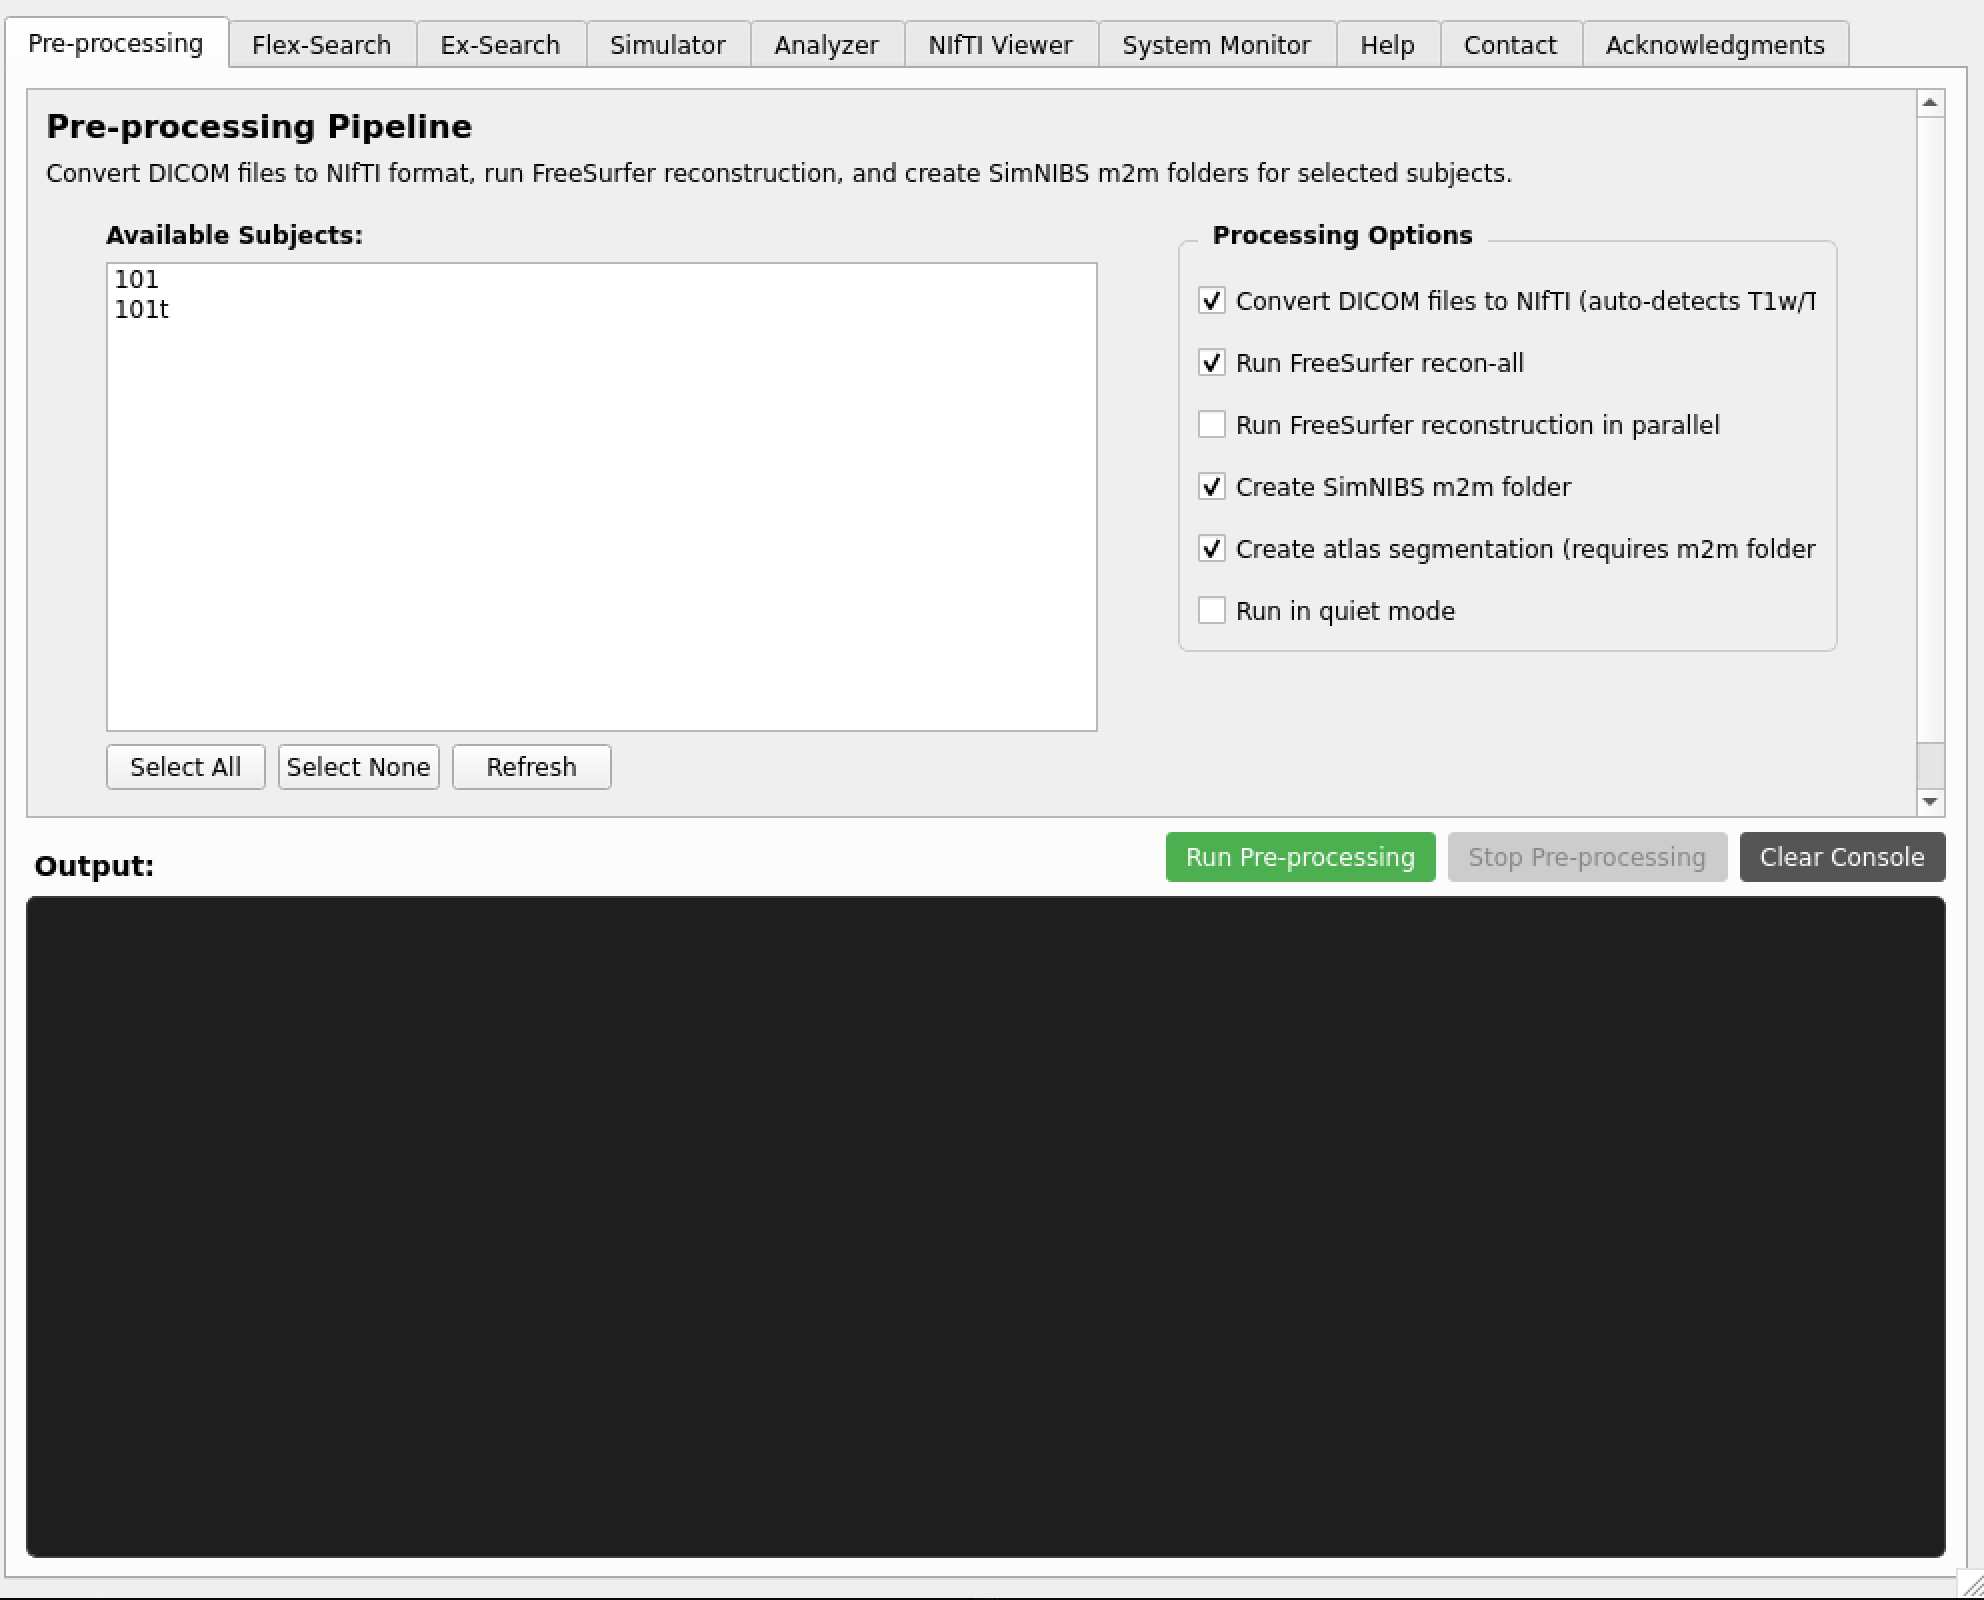 Pre-processing Flex-Search Ex-Search Simulator Analyzer NIfTI Viewer System Monitor Help Contact Acknowledgments
Pre-processing Pipeline
Convert DICOM files to NIfTI format, run FreeSurfer reconstruction, and create SimNIBS m2m folders for selected subjects.
Available Subjects:
101
101t
Select All Select None Refresh
Processing Options
Convert DICOM files to NIfTI (auto-detects T1w/T
Run FreeSurfer recon-all
Run FreeSurfer reconstruction in parallel
Create SimNIBS m2m folder
Create atlas segmentation (requires m2m folder
Run in quiet mode
Output:
Run Pre-processing Stop Pre-processing Clear Console